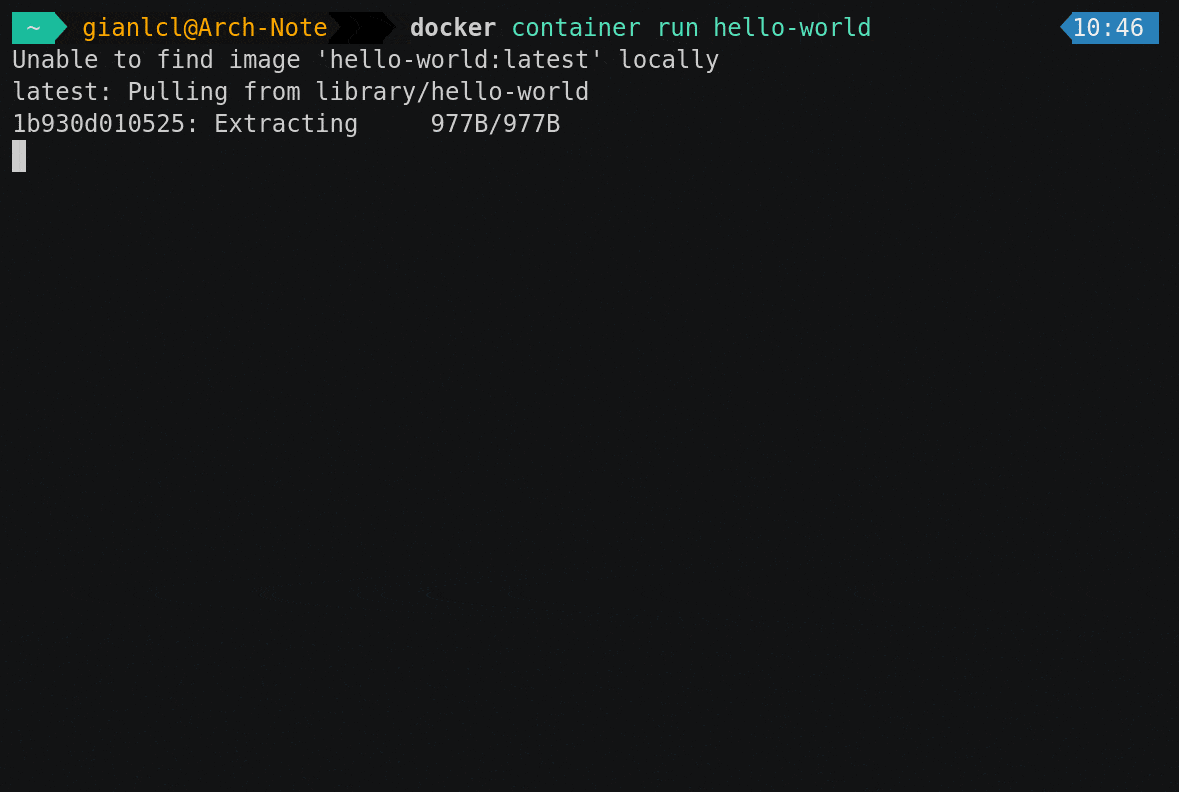 ~ gianlcl@Arch-Note docker container run hello-world 10:46
Unable to find image 'hello-world:latest' locally
latest: Pulling from library/hello-world
1b930d010525: Extracting     977B/977B